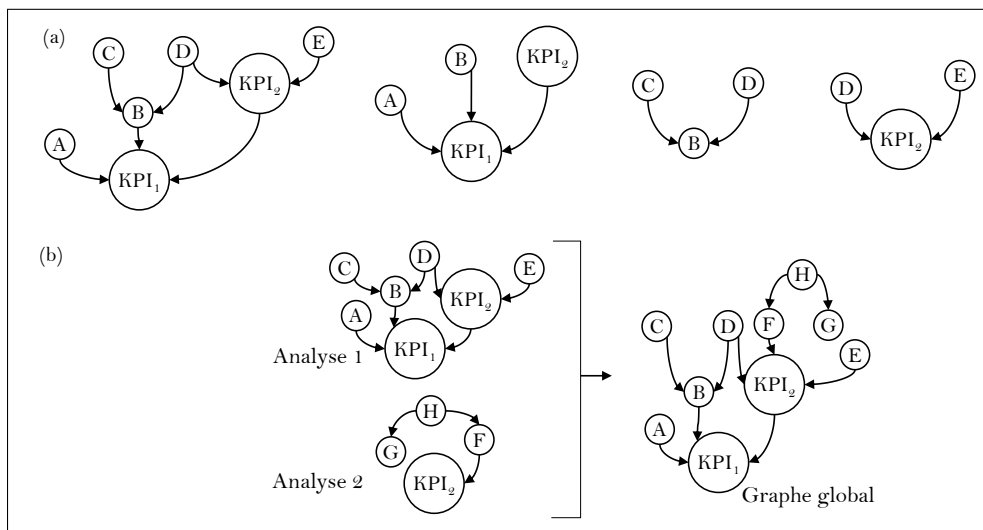 (a)
C D E
KPI₂
B
A
KPI₁
KPI₂
B
A
KPI₁
C D
B
D E
KPI₂
(b)
C D E
B
KPI₂
A
KPI₁
Analyse 1
H
G F
KPI₂
Analyse 2
H
C D F G
E
KPI₂
B
A
KPI₁
Graphe global